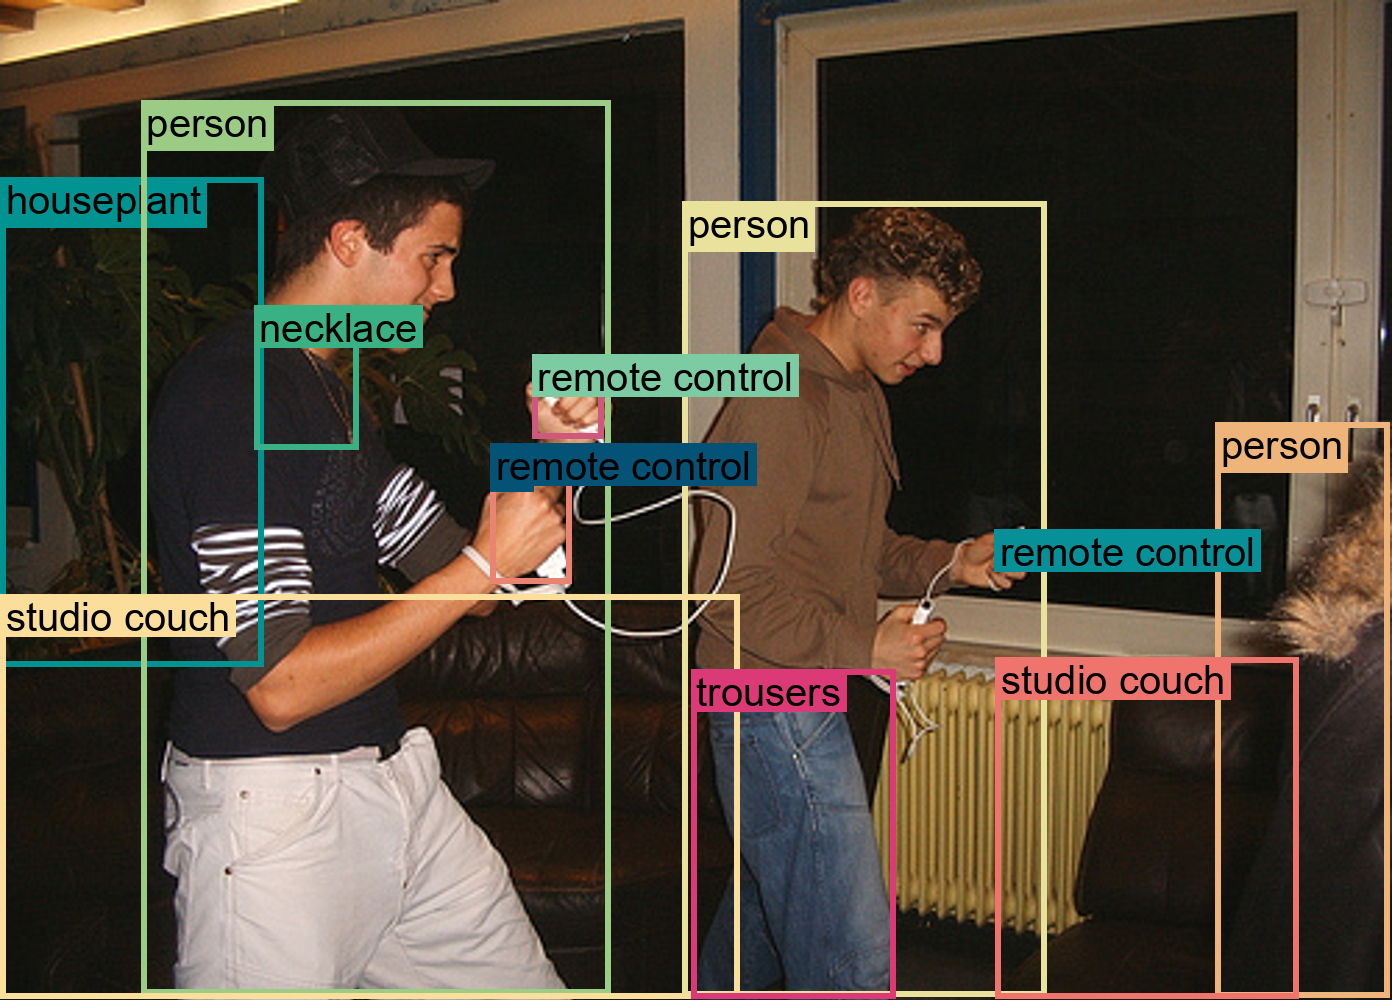 person
houseplant
person
necklace
remote control
person
remote control
remote control
studio couch
studio couch
trousers